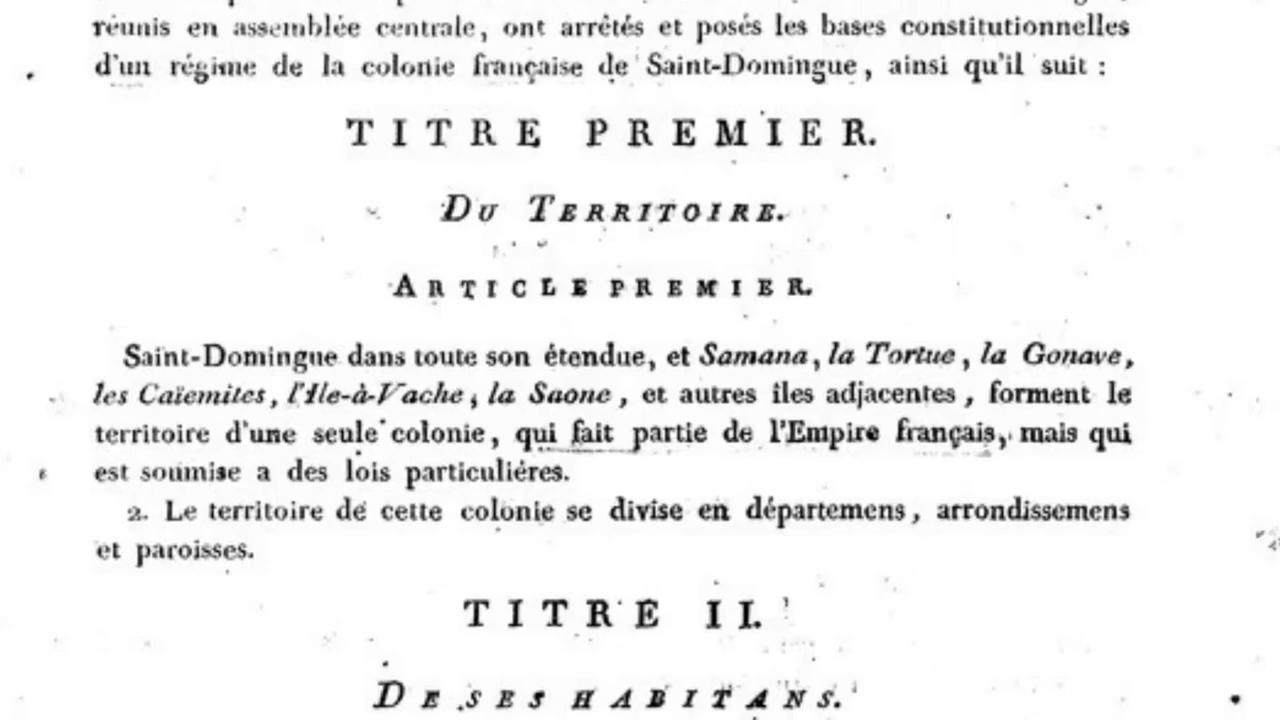 réunis en assemblée centrale, ont arrêtés et posés les bases constitutionnelles
d'un régime de la colonie française de Saint-Domingue, ainsi qu'il suit :
TITRE PREMIER.
DU TERRITOIRE.
ARTICLE PREMIER.
Saint-Domingue dans toute son étendue, et Samana, la Tortue, la Gonave,
les Caïemites, l'Ile-à-Vache, la Saone, et autres iles adjacentes, forment le
territoire d'une seule colonie, qui fait partie de l'Empire français, mais qui
est soumise a des lois particuliéres.
2. Le territoire de cette colonie se divise en départemens, arrondissemens
et paroisses.
TITRE II.
DE SES HABITANS.